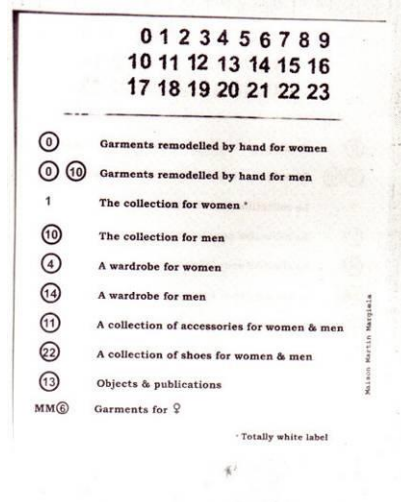 0 1 2 3 4 5 6 7 8 9
10 11 12 13 14 15 16
17 18 19 20 21 22 23
0 Garments remodelled by hand for women
0 10 Garments remodelled by hand for men
1 The collection for women *
10 The collection for men
4 A wardrobe for women
14 A wardrobe for men
11 A collection of accessories for women & men
22 A collection of shoes for women & men
13 Objects & publications
MM6 Garments for ♀
* Totally white label
Maison Martin Margiela